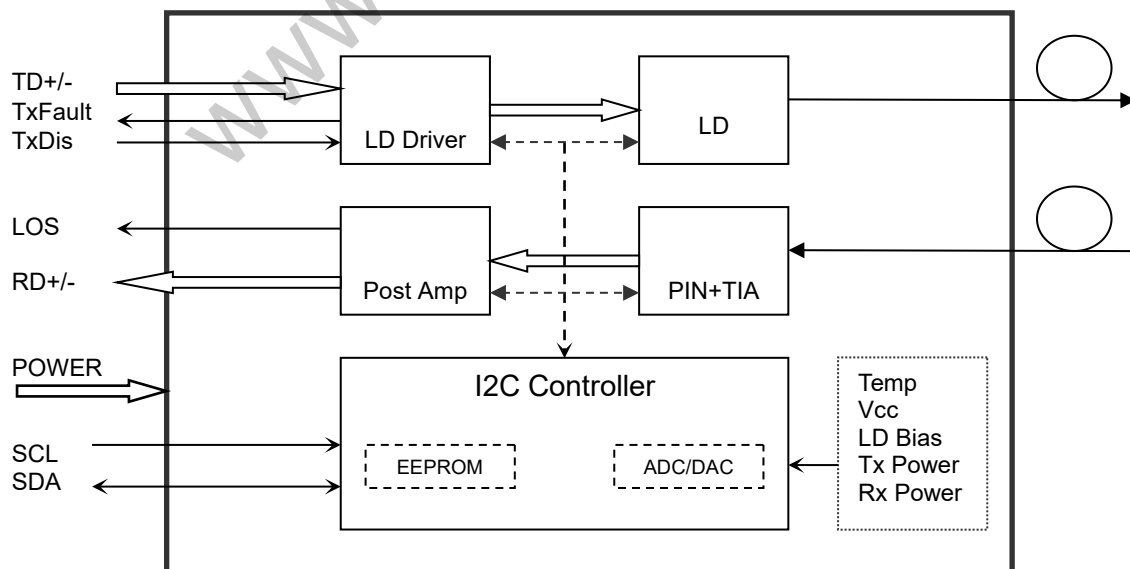 TD+/-
TxFault
TxDis
LD Driver
LD
LOS
RD+/-
Post Amp
PIN+TIA
POWER
I2C Controller
SCL
SDA
EEPROM
ADC/DAC
Temp
Vcc
LD Bias
Tx Power
Rx Power
www